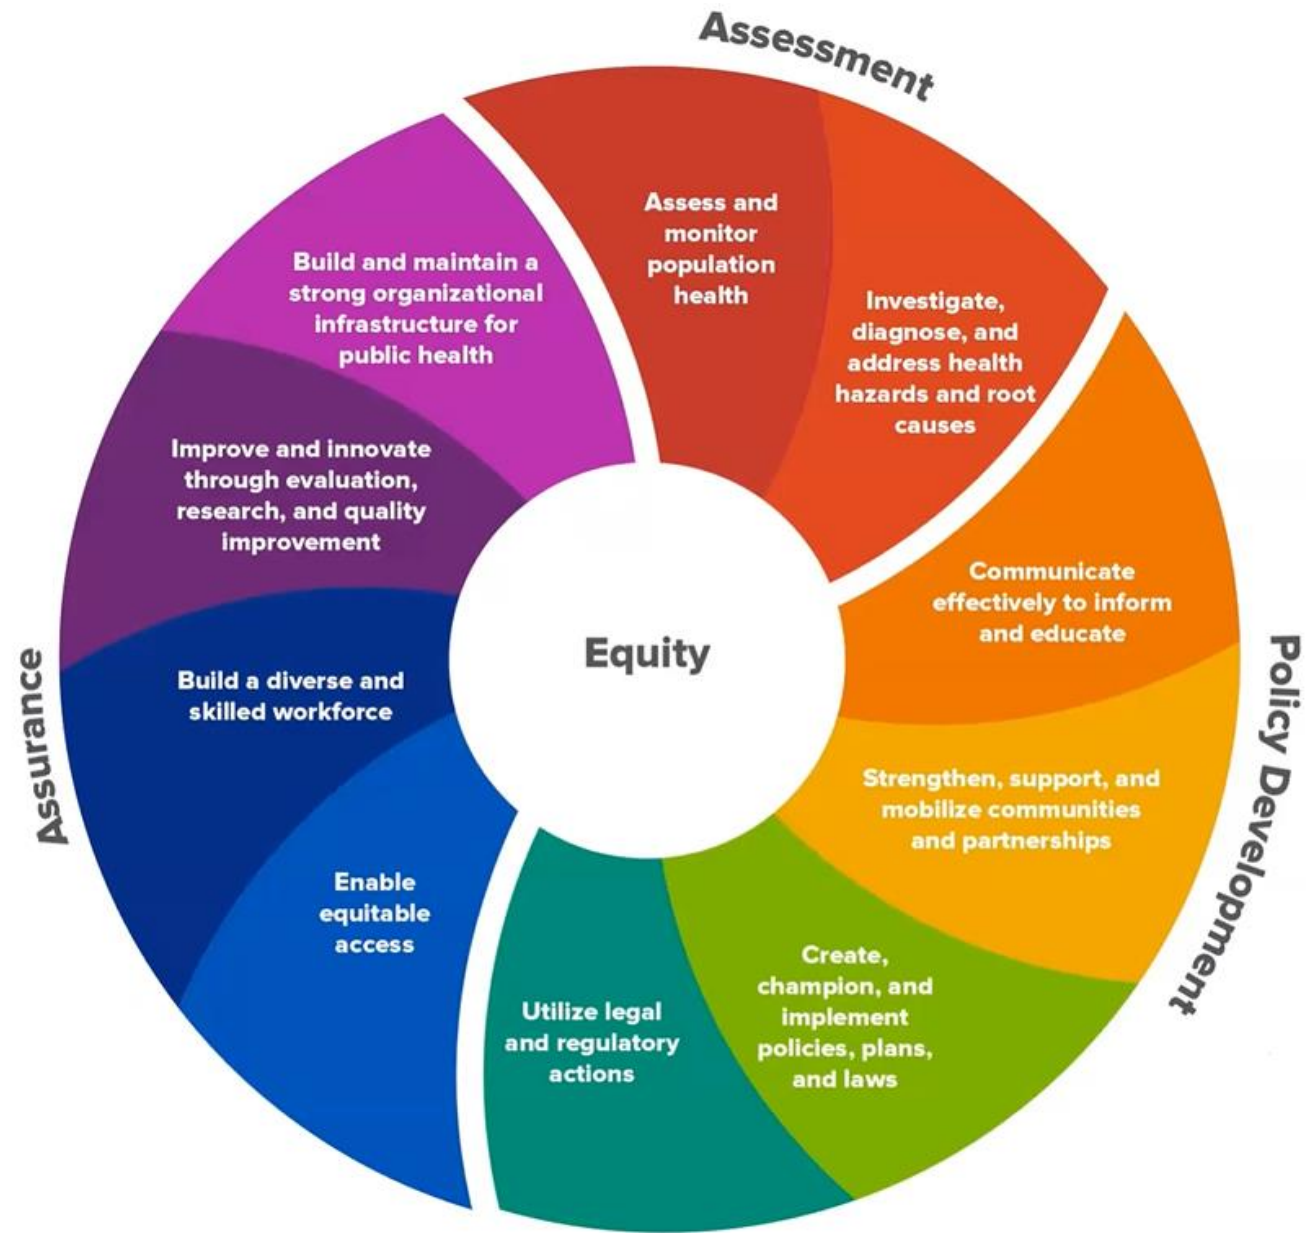 Assessment
Assess and
monitor
population
health
Investigate,
diagnose, and
address health
hazards and root
causes
Policy Development
Communicate
effectively to inform
and educate
Strengthen, support, and
mobilize communities
and partnerships
Create,
champion, and
implement
policies, plans,
and laws
Utilize legal
and regulatory
actions
Assurance
Enable
equitable
access
Build a diverse and
skilled workforce
Improve and innovate
through evaluation,
research, and quality
improvement
Build and maintain a
strong organizational
infrastructure for
public health
Equity